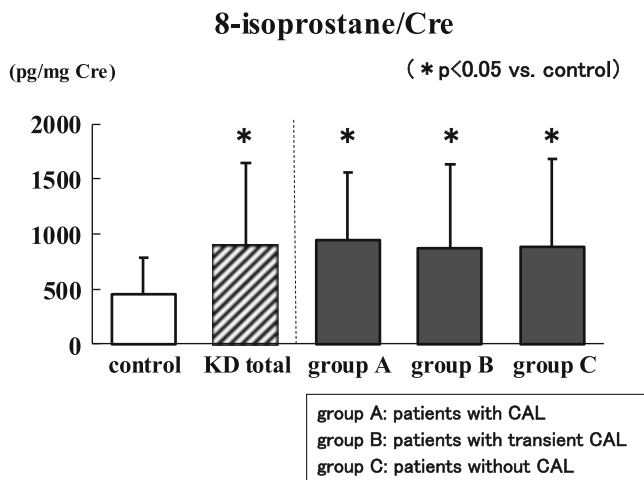 8-isoprostane/Cre
(pg/mg Cre)
( * p<0.05 vs. control)
2000
1500
1000
500
0
* * * *
control KD total group A group B group C
group A: patients with CAL
group B: patients with transient CAL
group C: patients without CAL